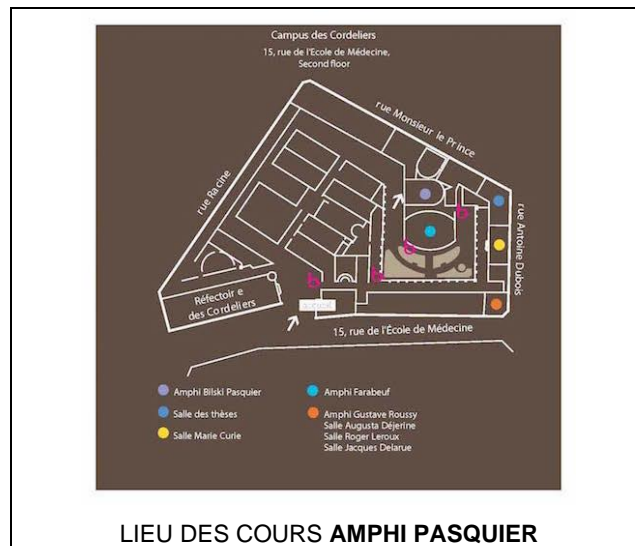 Campus des Cordeliers
15, rue de l'Ecole de Médecine,
Second floor
rue Monsieur le Prince
rue Racine
rue Antoine Dubois
Réfectoire
des Cordeliers
accueil
15, rue de l'École de Médecine
Amphi Bilski Pasquier
Salle des thèses
Salle Marie Curie
Amphi Farabeuf
Amphi Gustave Roussy
Salle Augusta Déjerine
Salle Roger Leroux
Salle Jacques Delarue
LIEU DES COURS AMPHI PASQUIER